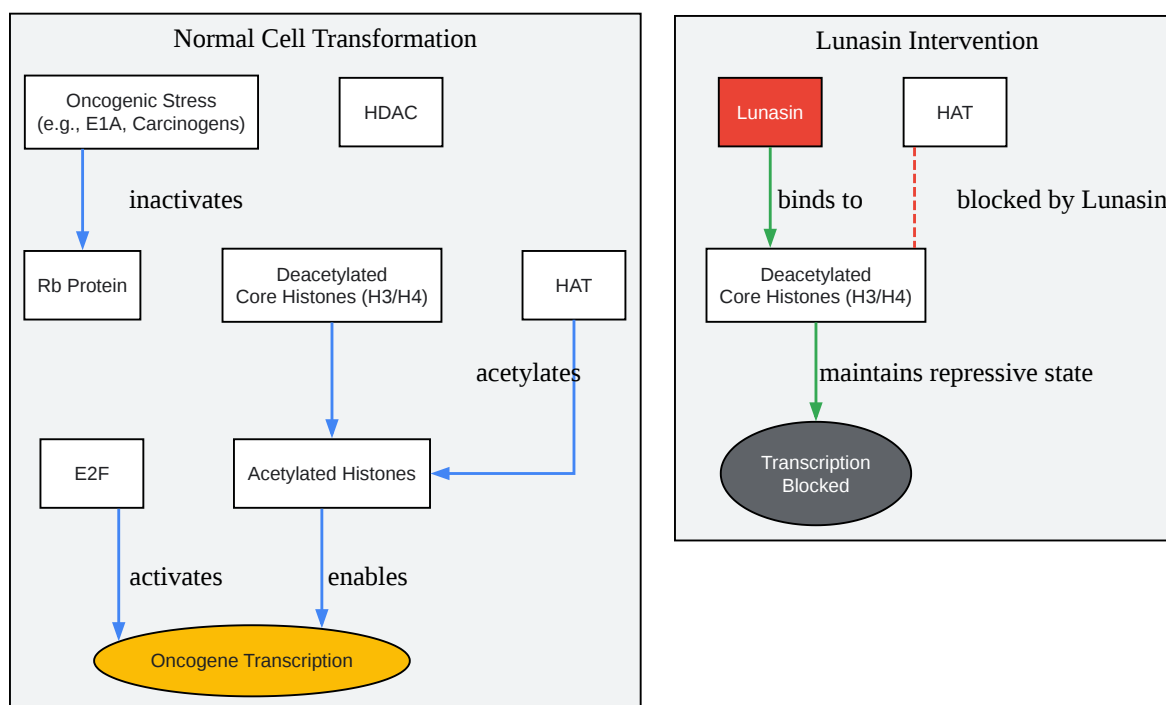 Normal Cell Transformation
Oncogenic Stress
(e.g., E1A, Carcinogens)
HDAC
inactivates
Rb Protein
Deacetylated
Core Histones (H3/H4)
HAT
acetylates
E2F
Acetylated Histones
activates
enables
Oncogene Transcription
Lunasin Intervention
Lunasin
HAT
binds to
blocked by Lunasin
Deacetylated
Core Histones (H3/H4)
maintains repressive state
Transcription
Blocked